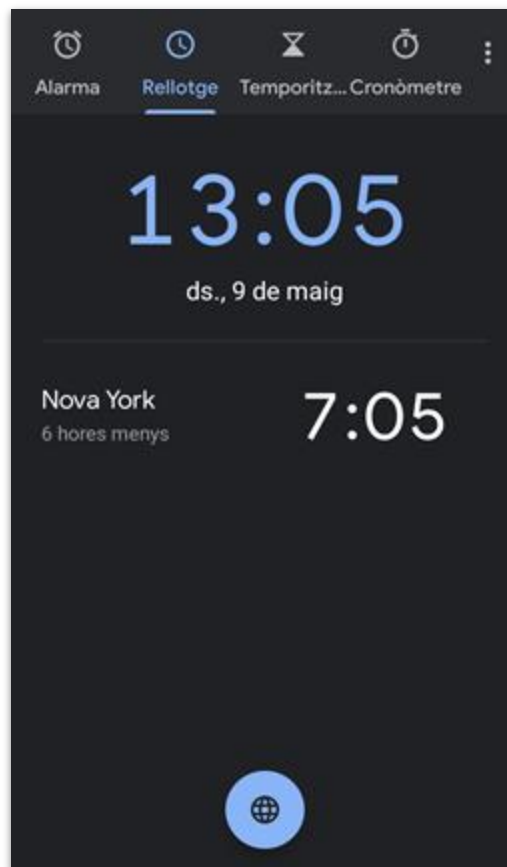 Alarma Rellotge Temporitz... Cronòmetre
13:05
ds., 9 de maig
Nova York 7:05
6 hores menys